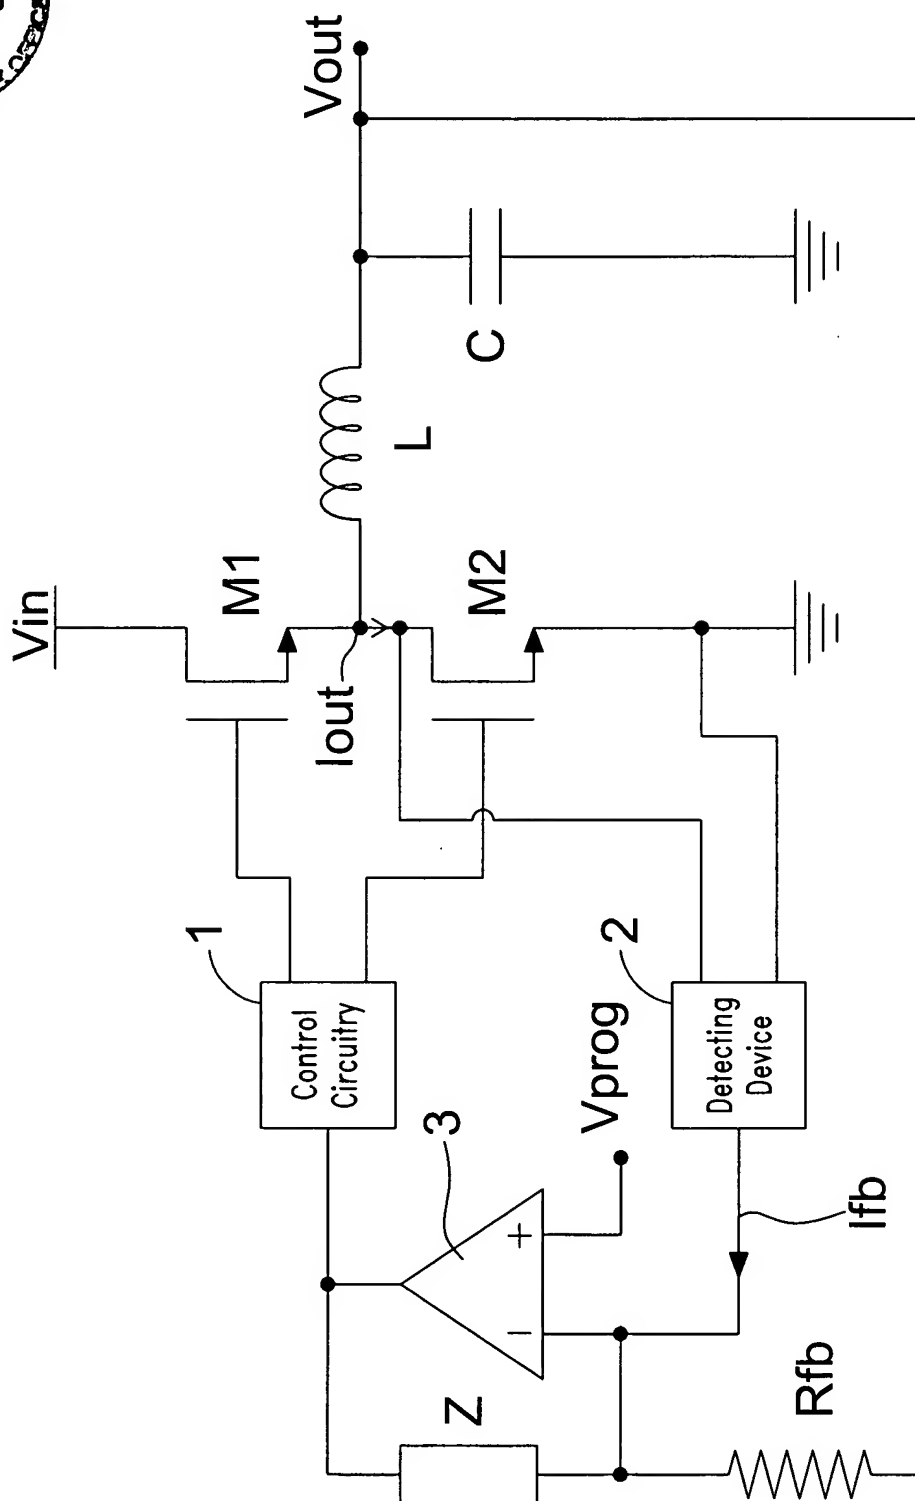 Vin
M1
Vout
L
C
Iout
M2
1
Control
Circuitry
3
Vprog
2
Detecting
Device
+
−
Z
Ifb
Rfb